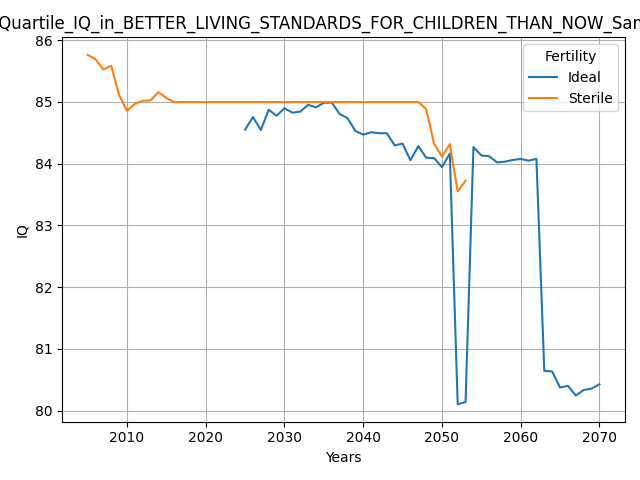 Quartile_IQ_in_BETTER_LIVING_STANDARDS_FOR_CHILDREN_THAN_NOW_Sam
86
85
84
83
82
81
80
IQ
Fertility
Ideal
Sterile
2010 2020 2030 2040 2050 2060 2070
Years